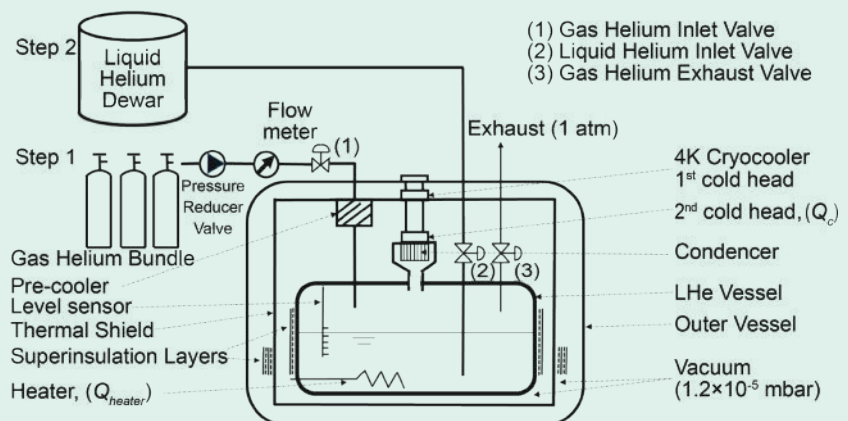 Step 2
Liquid
Helium
Dewar
(1) Gas Helium Inlet Valve
(2) Liquid Helium Inlet Valve
(3) Gas Helium Exhaust Valve
Flow
meter
(1)
Exhaust (1 atm)
Step 1
Pressure
Reducer
Valve
Gas Helium Bundle
4K Cryocooler
1st cold head
2nd cold head, (Qc)
Condencer
(2)
(3)
Pre-cooler
Level sensor
Thermal Shield
Superinsulation Layers
Heater, (Qheater)
LHe Vessel
Outer Vessel
Vacuum
(1.2×10-5 mbar)